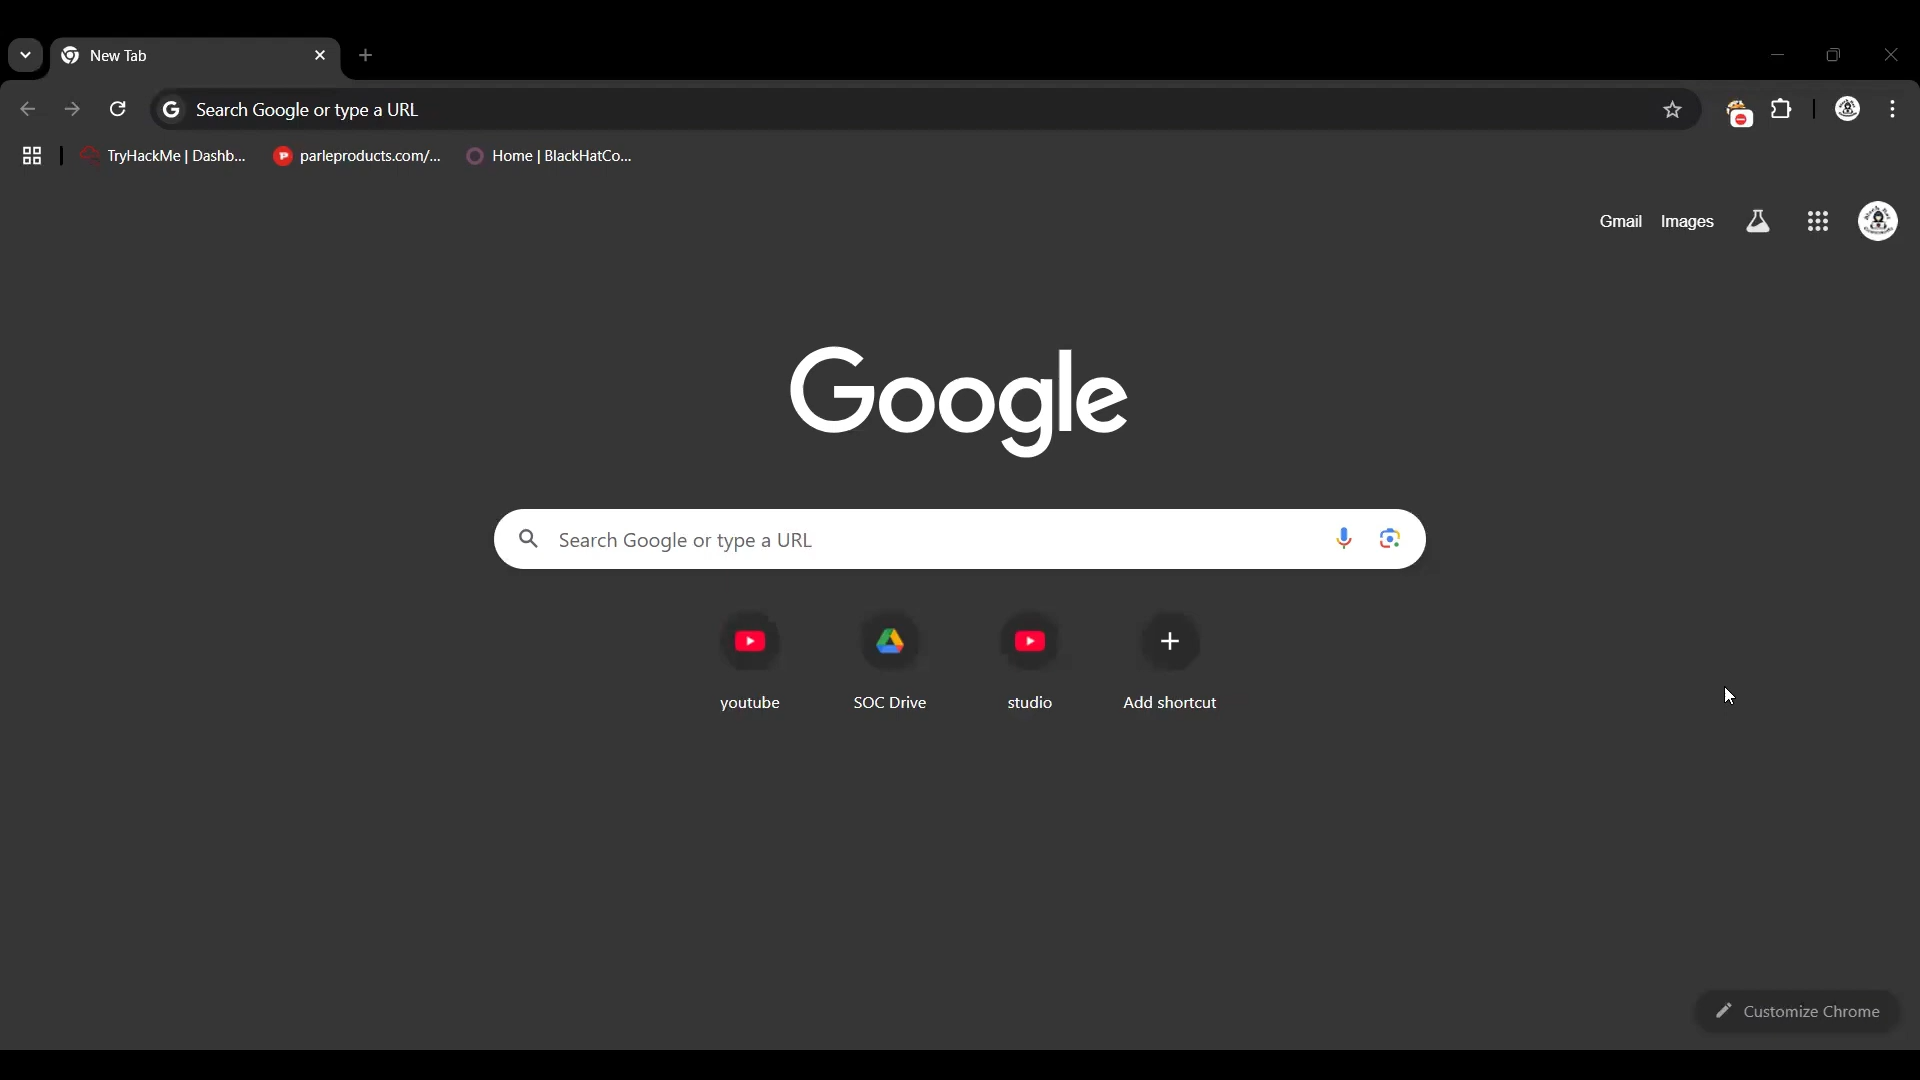 New Tab
Search Google or type a URL
TryHackMe | Dashb...
parleproducts.com/...
Home | BlackHatCo...
Gmail
Images
Google
Search Google or type a URL
youtube
SOC Drive
studio
Add shortcut
Customize Chrome